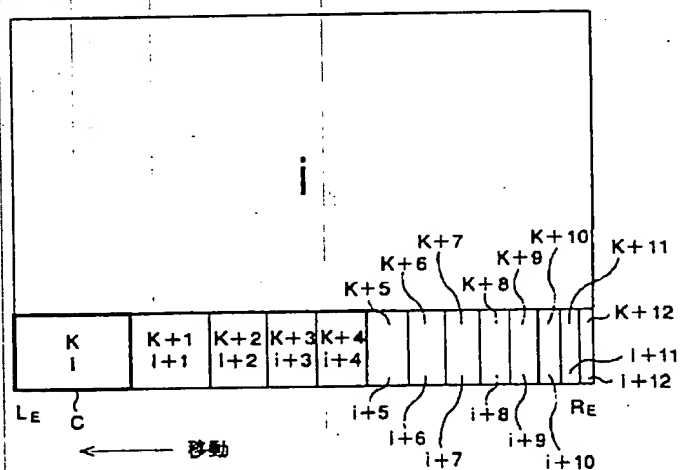 i
K+5
K+6
K+7
K+8
K+9
K+10
K+11
K+12
K
i
K+1
i+1
K+2
i+2
K+3
i+3
K+4
i+4
i+5
i+6
i+7
i+8
i+9
i+10
i+11
i+12
LE
C
RE
移動